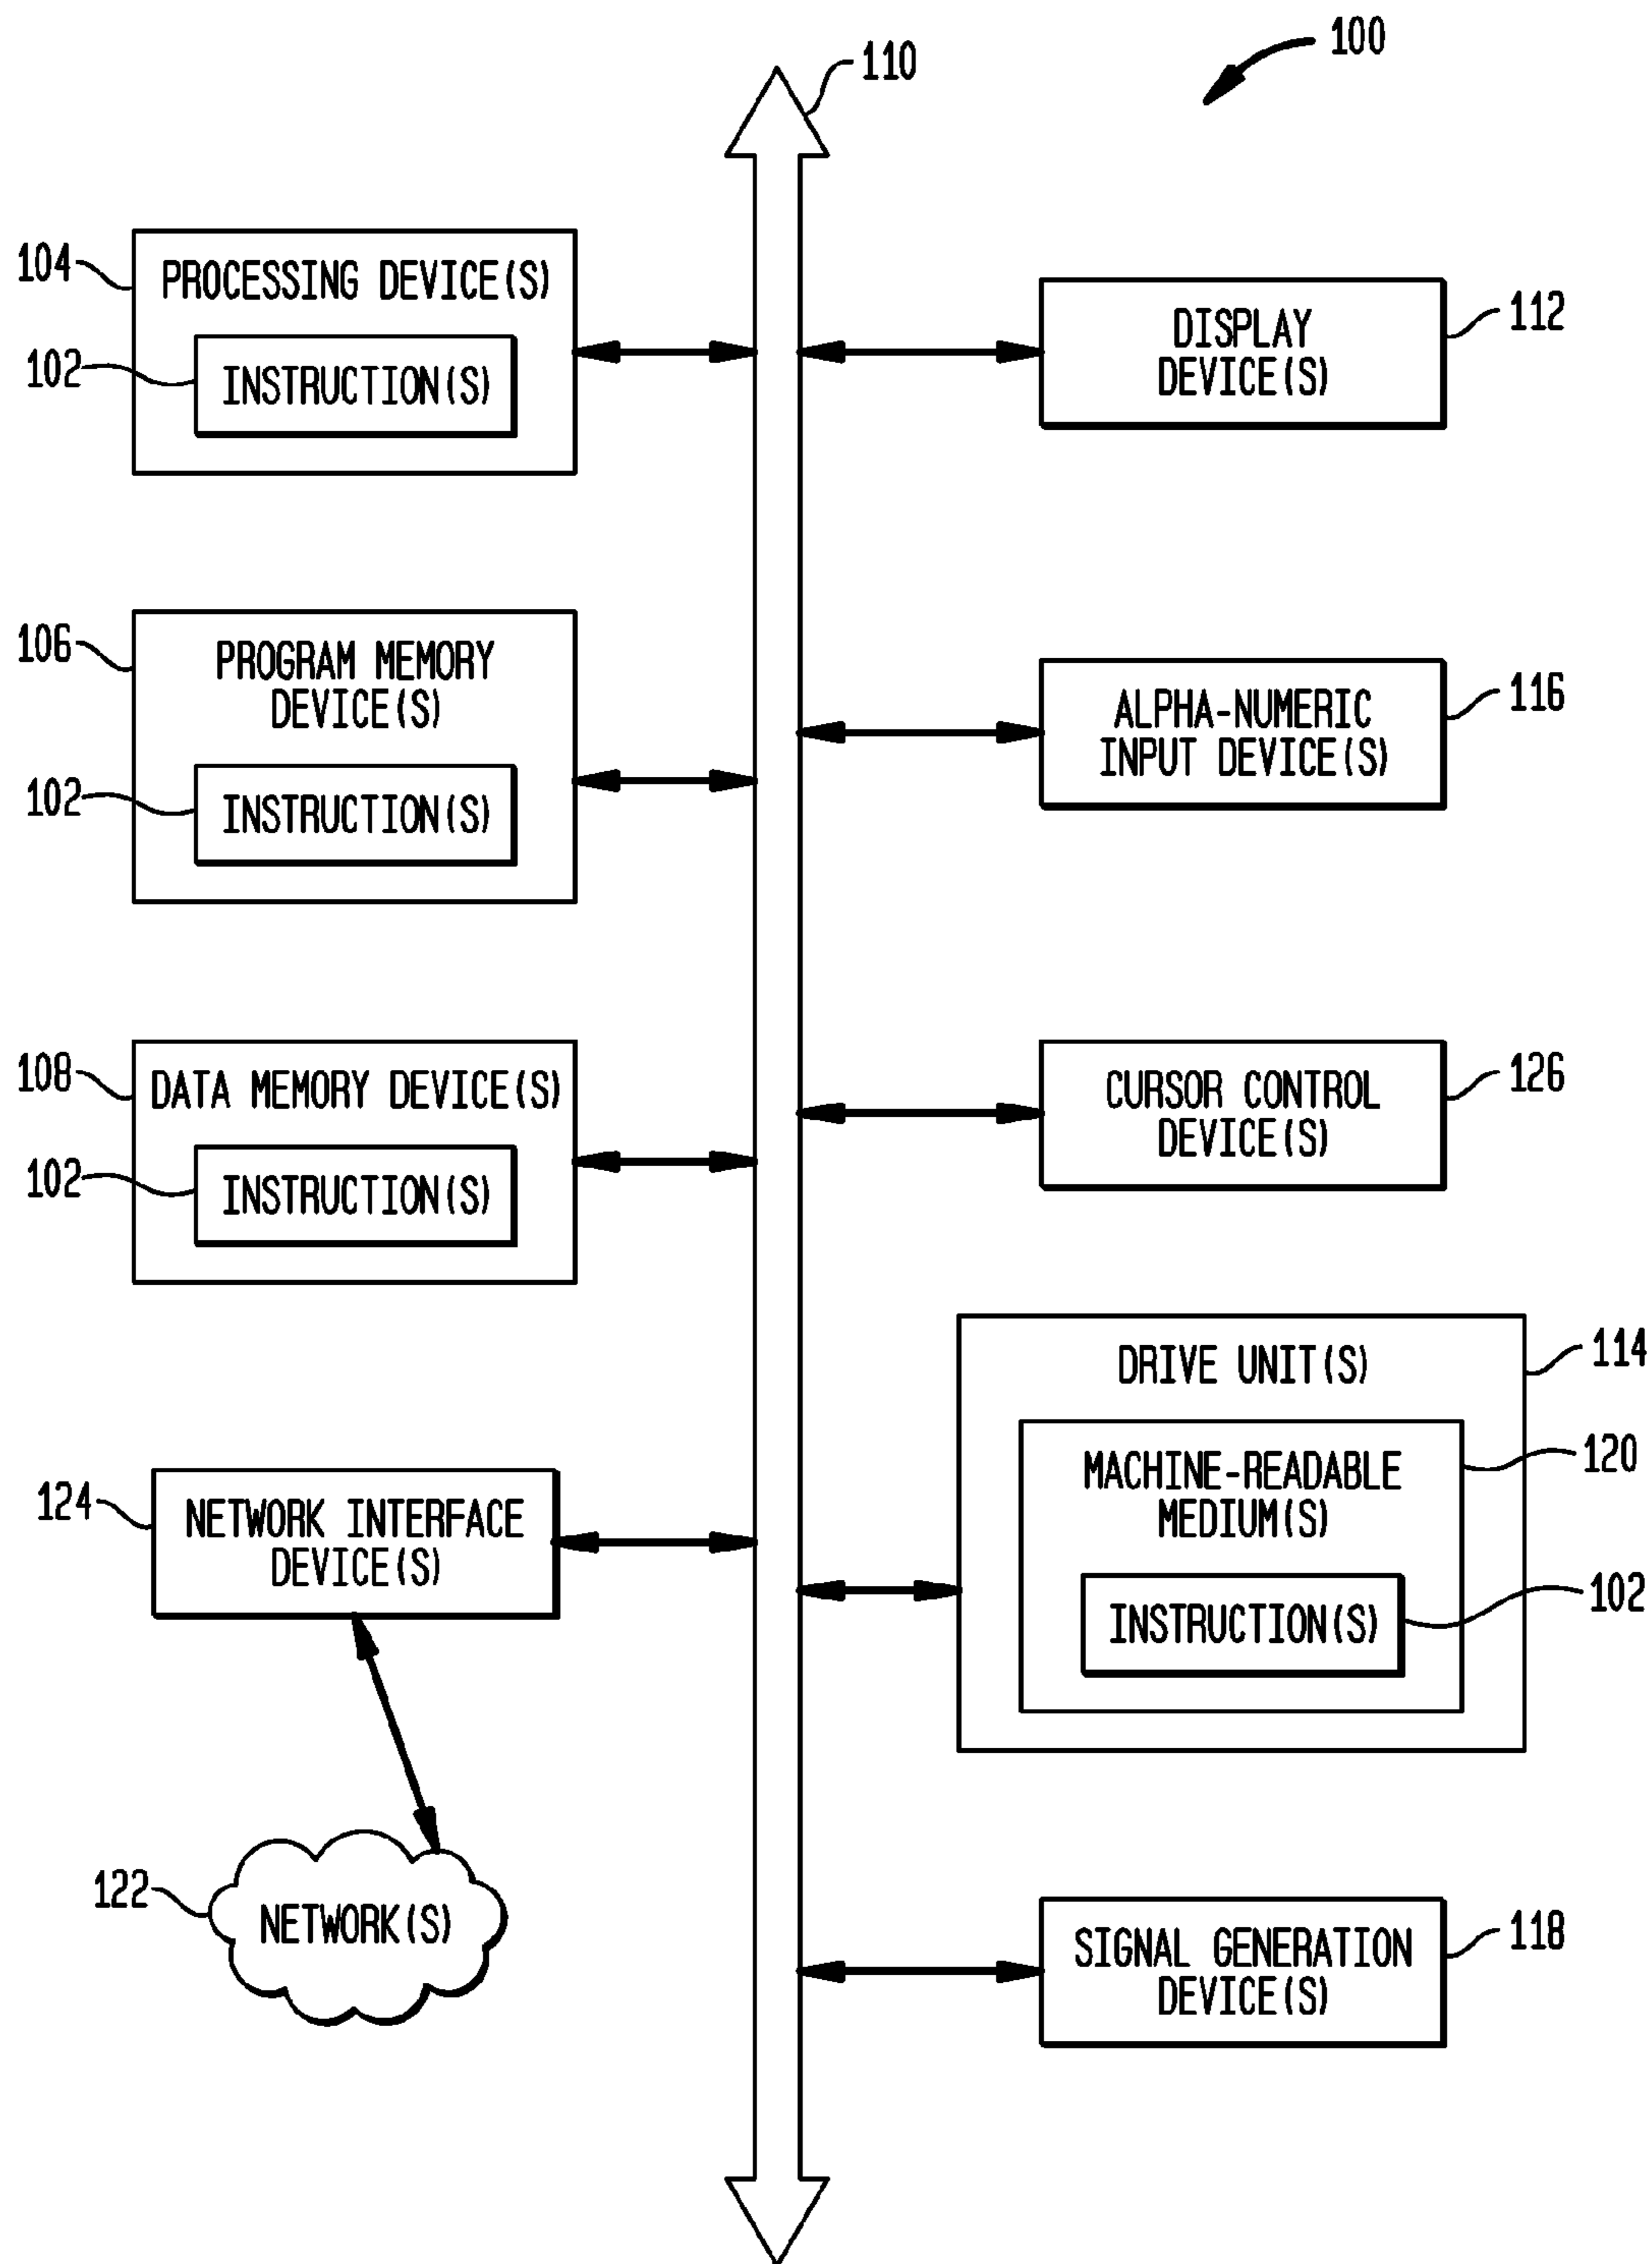 100
110
104
PROCESSING DEVICE(S)
102
INSTRUCTION(S)
DISPLAY
DEVICE(S)
112
106
PROGRAM MEMORY
DEVICE(S)
102
INSTRUCTION(S)
ALPHA-NUMERIC
INPUT DEVICE(S)
116
108
DATA MEMORY DEVICE(S)
102
INSTRUCTION(S)
CURSOR CONTROL
DEVICE(S)
126
DRIVE UNIT(S)
114
MACHINE-READABLE
MEDIUM(S)
120
INSTRUCTION(S)
102
124
NETWORK INTERFACE
DEVICE(S)
122
NETWORK(S)
SIGNAL GENERATION
DEVICE(S)
118